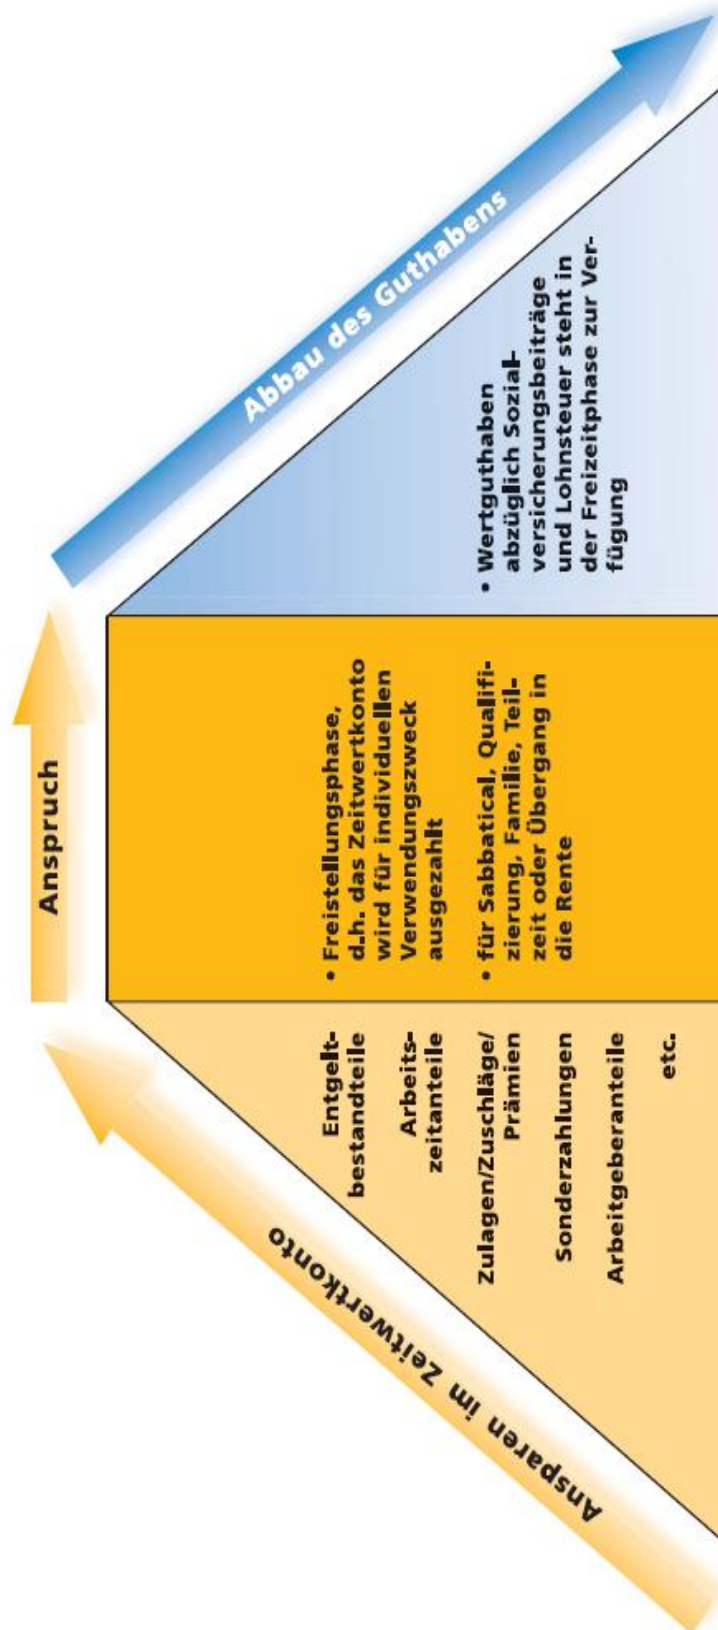 Ansparen im Zeitwertkonto
Anspruch
Abbau des Guthabens
Entgelt-
bestandteile
Arbeits-
zeitanteile
Zulagen/Zuschläge/
Prämien
Sonderzahlungen
Arbeitgeberanteile
etc.
• Freistellungsphase,
d.h. das Zeitwertkonto
wird für individuellen
Verwendungszweck
ausgezahlt
• für Sabbatical, Qualifi-
zierung, Familie, Teil-
zeit oder Übergang in
die Rente
• Wertguthaben
abzüglich Sozial-
versicherungsbeiträge
und Lohnsteuer steht in
der Freizeitphase zur Ver-
fügung